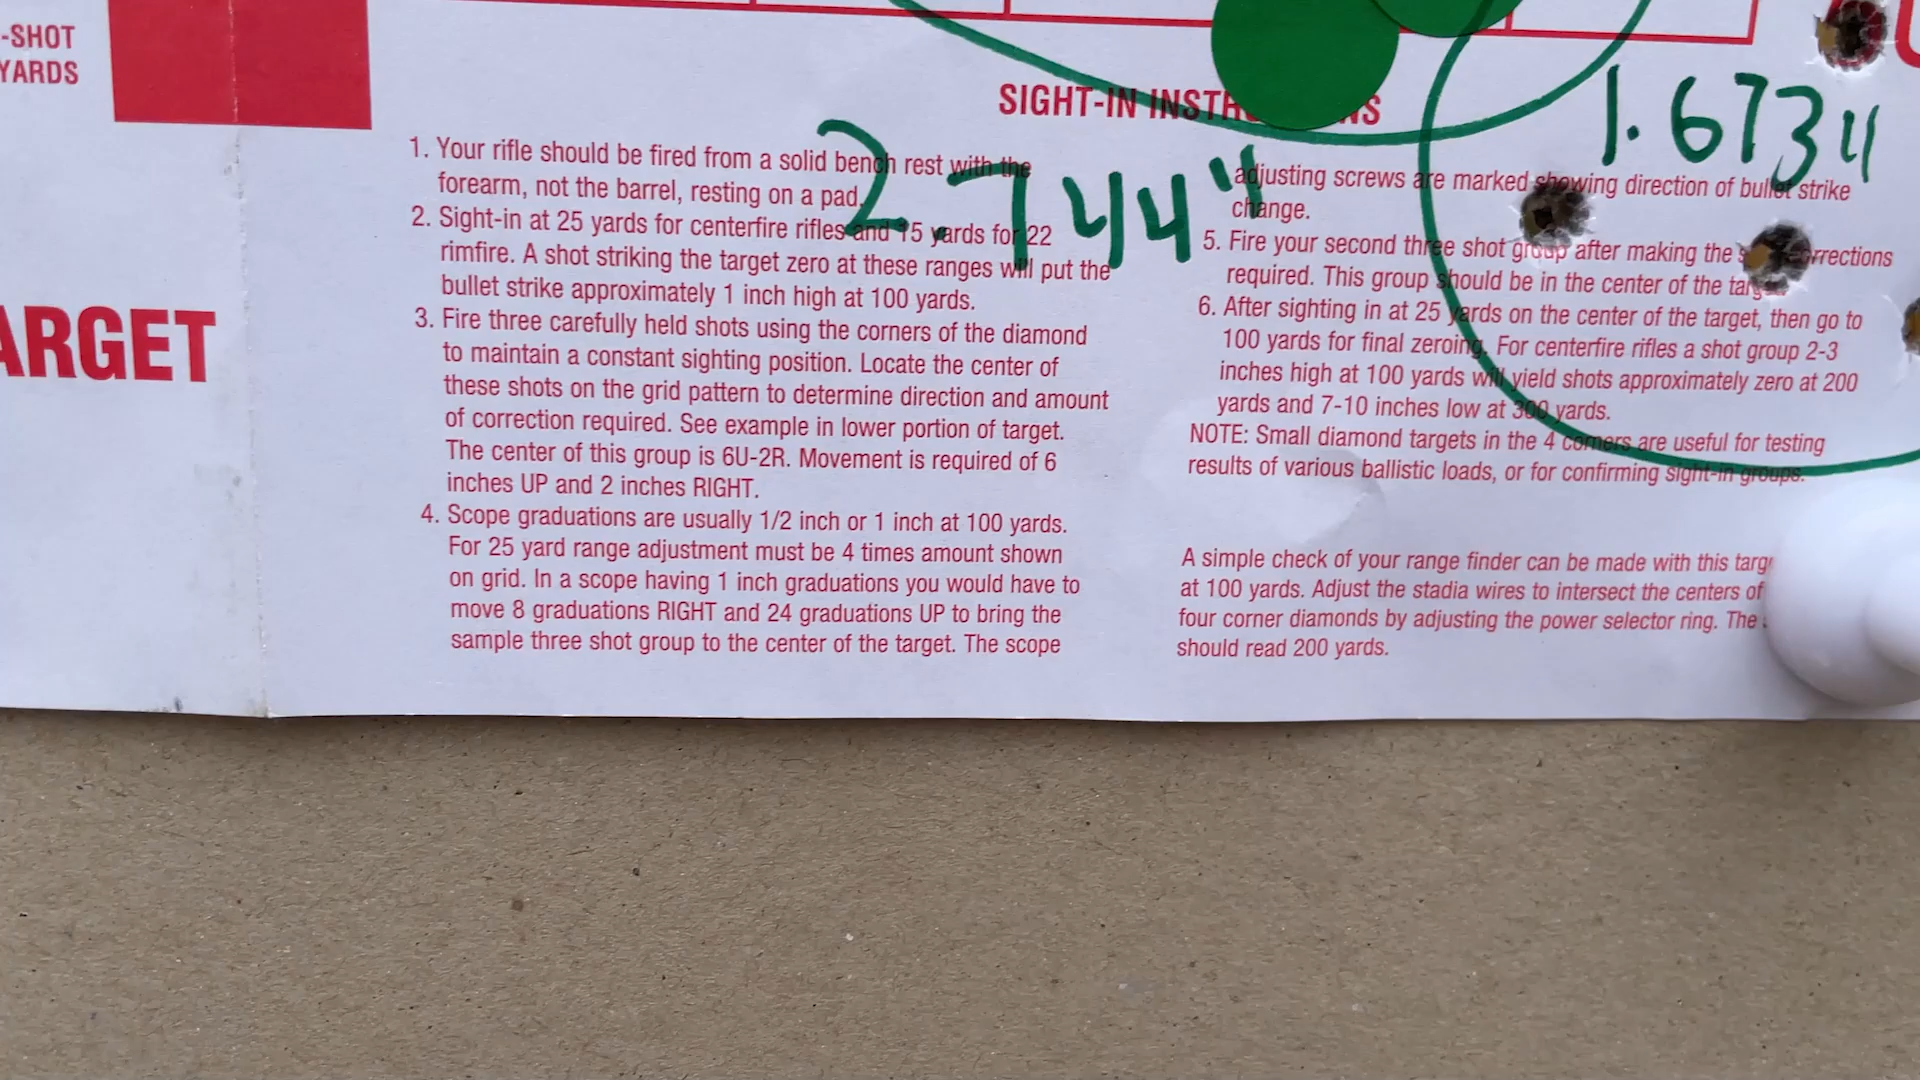 -SHOT
YARDS
ARGET
SIGHT-IN INSTR NS
1. Your rifle should be fired from a solid bench rest with the
forearm, not the barrel, resting on a pad.
2. Sight-in at 25 yards for centerfire rifles and 15 yards for 22
rimfire. A shot striking the target zero at these ranges will put the
bullet strike approximately 1 inch high at 100 yards.
3. Fire three carefully held shots using the corners of the diamond
to maintain a constant sighting position. Locate the center of
these shots on the grid pattern to determine direction and amount
of correction required. See example in lower portion of target.
The center of this group is 6U-2R. Movement is required of 6
inches UP and 2 inches RIGHT.
4. Scope graduations are usually 1/2 inch or 1 inch at 100 yards.
For 25 yard range adjustment must be 4 times amount shown
on grid. In a scope having 1 inch graduations you would have to
move 8 graduations RIGHT and 24 graduations UP to bring the
sample three shot group to the center of the target. The scope
adjusting screws are marked showing direction of bullet strike
change.
5. Fire your second three shot group after making the rrections
required. This group should be in the center of the targ
6. After sighting in at 25 yards on the center of the target, then go to
100 yards for final zeroing. For centerfire rifles a shot group 2-3
inches high at 100 yards will yield shots approximately zero at 200
yards and 7-10 inches low at 300 yards.
NOTE: Small diamond targets in the 4 corners are useful for testing
results of various ballistic loads, or for confirming sight-in groups.
A simple check of your range finder can be made with this targ
at 100 yards. Adjust the stadia wires to intersect the centers of
four corner diamonds by adjusting the power selector ring. The
should read 200 yards.
2744"
1.673"